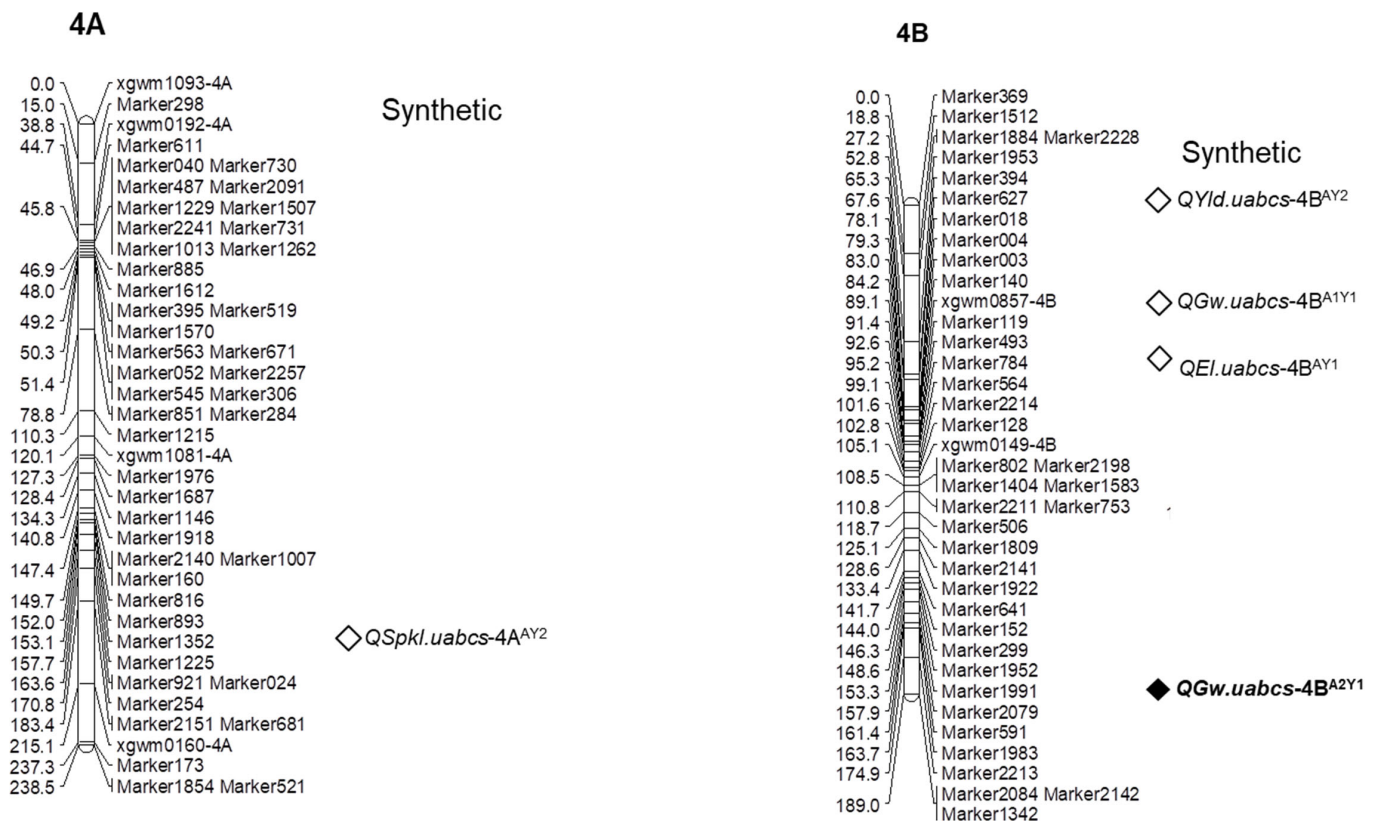 4A
Synthetic
0.0 xgwm1093-4A
15.0 Marker298
38.8 xgwm0192-4A
44.7 Marker611
Marker040 Marker730
Marker487 Marker2091
45.8 Marker1229 Marker1507
Marker2241 Marker731
Marker1013 Marker1262
46.9 Marker885
48.0 Marker1612
Marker395 Marker519
49.2
Marker1570
50.3 Marker563 Marker671
Marker052 Marker2257
51.4
Marker545 Marker306
78.8 Marker851 Marker284
110.3 Marker1215
120.1 xgwm1081-4A
127.3 Marker1976
128.4 Marker1687
134.3 Marker1146
140.8 Marker1918
Marker2140 Marker1007
147.4
Marker160
149.7 Marker816
152.0 Marker893
153.1 Marker1352 QSpkl.uabcs-4AAY2
157.7 Marker1225
163.6 Marker921 Marker024
170.8 Marker254
183.4 Marker2151 Marker681
215.1 xgwm0160-4A
237.3 Marker173
238.5 Marker1854 Marker521
4B
Synthetic
0.0 Marker369
18.8 Marker1512
27.2 Marker1884 Marker2228
52.8 Marker1953
65.3 Marker394
67.6 Marker627 QYld.uabcs-4BAY2
78.1 Marker018
79.3 Marker004
83.0 Marker003
84.2 Marker140
89.1 xgwm0857-4B QGw.uabcs-4BA1Y1
91.4 Marker119
92.6 Marker493
95.2 Marker784 QEl.uabcs-4BAY1
99.1 Marker564
101.6 Marker2214
102.8 Marker128
105.1 xgwm0149-4B
Marker802 Marker2198
108.5
Marker1404 Marker1583
110.8 Marker2211 Marker753
118.7 Marker506
125.1 Marker1809
128.6 Marker2141
133.4 Marker1922
141.7 Marker641
144.0 Marker152
146.3 Marker299
148.6 Marker1952
153.3 Marker1991 QGw.uabcs-4BA2Y1
157.9 Marker2079
161.4 Marker591
163.7 Marker1983
174.9 Marker2213
Marker2084 Marker2142
189.0
Marker1342